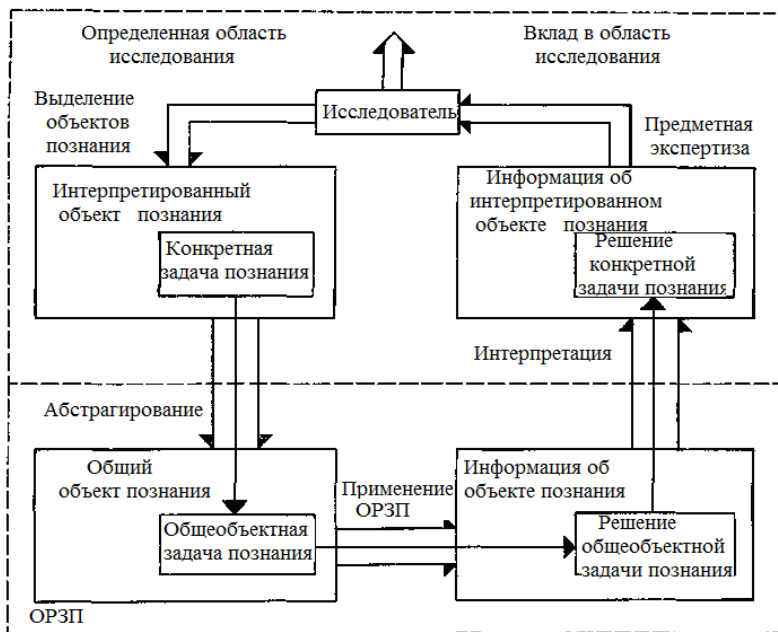 Определенная область
исследования
Вклад в область
исследования
Выделение
объектов
познания
Исследователь
Предметная
экспертиза
Интерпретированный
объект познания
Конкретная
задача познания
Информация об
интерпретированном
объекте познания
Решение
конкретной
задачи познания
Интерпретация
Абстрагирование
Общий
объект познания
Общеобъектная
задача познания
Применение
ОРЗП
Информация об
объекте познания
Решение
общеобъектной
задачи познания
ОРЗП